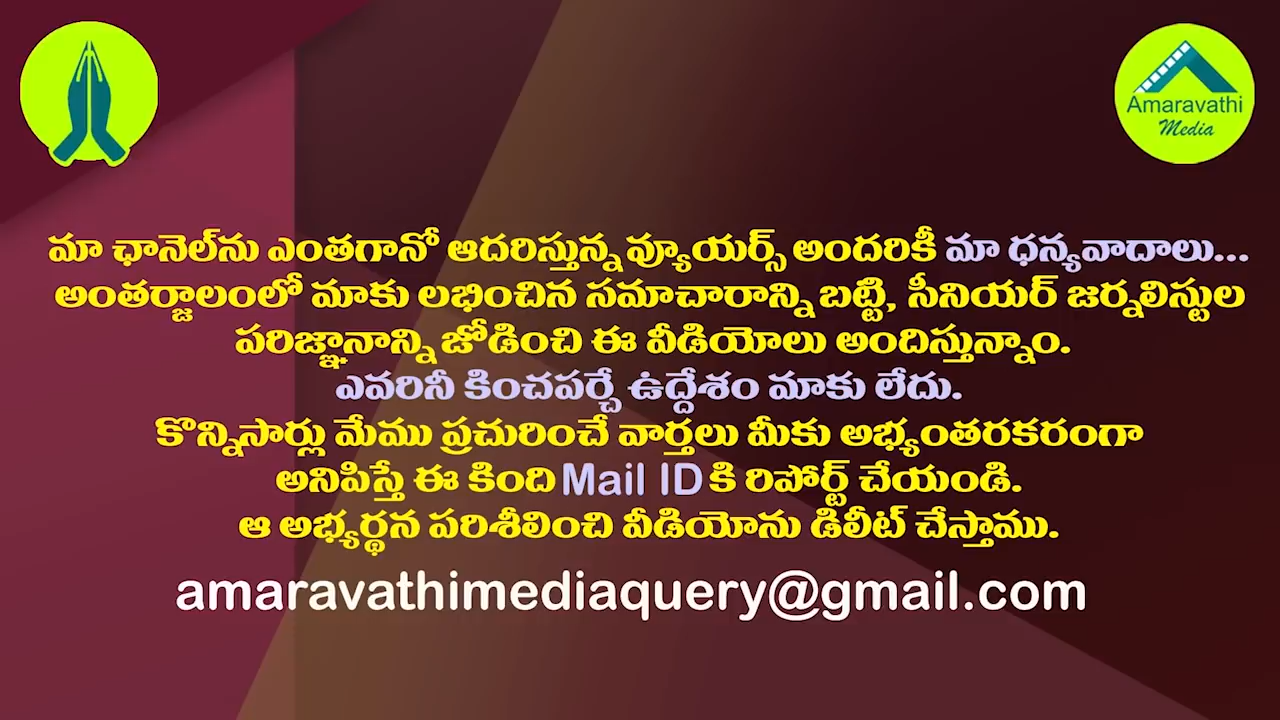 Amaravathi
Media
మా ఛానెల్‌ను ఎంతగానో ఆదరిస్తున్న వ్యూయర్స్ అందరికీ మా ధన్యవాదాలు...
అంతర్జాలంలో మాకు లభించిన సమాచారాన్ని బట్టి, సీనియర్ జర్నలిస్టుల
పరిజ్ఞానాన్ని జోడించి ఈ వీడియోలు అందిస్తున్నాం.
ఎవరినీ కించపర్చే ఉద్దేశం మాకు లేదు.
కొన్నిసార్లు మేము ప్రచురించే వార్తలు మీకు అభ్యంతరకరంగా
అనిపిస్తే ఈ కింది Mail ID కి రిపోర్ట్ చేయండి.
ఆ అభ్యర్థన పరిశీలించి వీడియోను డిలీట్ చేస్తాము.
amaravathimediaquery@gmail.com